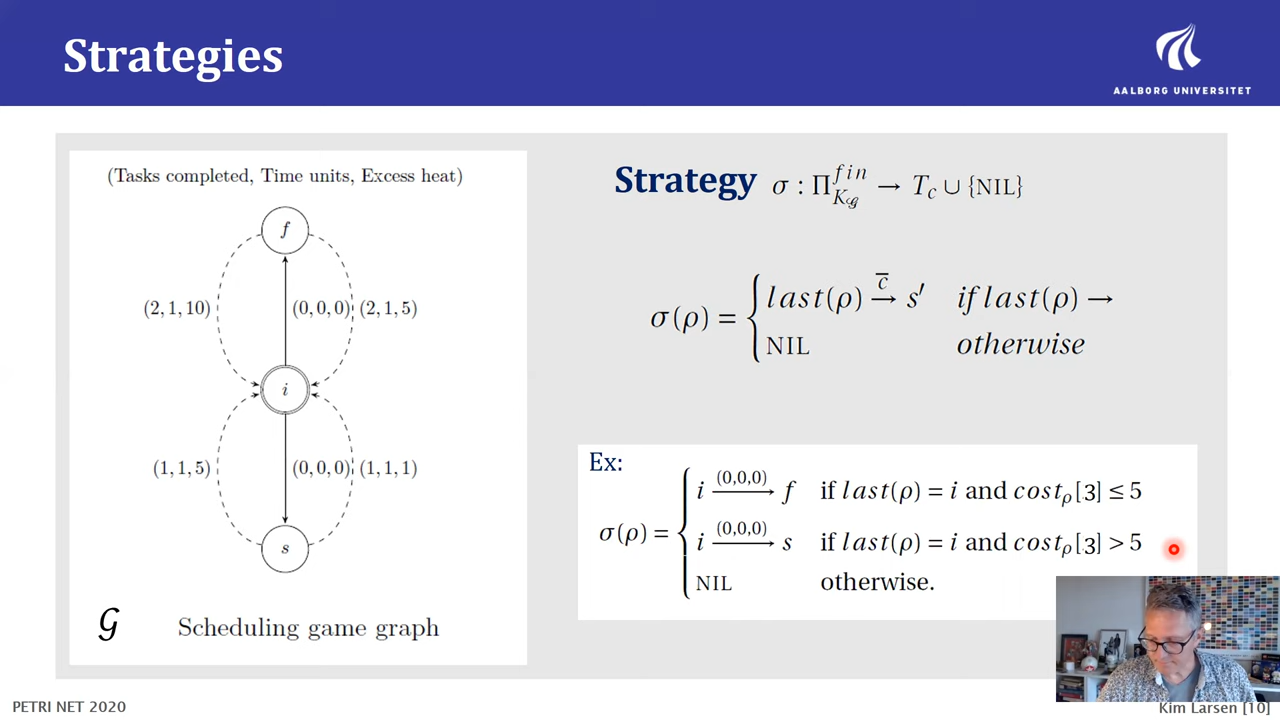 Strategies
AALBORG UNIVERSITET
(Tasks completed, Time units, Excess heat)
f
(2,1,10)
(0,0,0)
(2,1,5)
i
(1,1,5)
(0,0,0)
(1,1,1)
s
𝒢 Scheduling game graph
Strategy σ : Π^{fin}_{K_𝒢} → T_c ∪ {NIL}
σ(ρ) = { last(ρ) →^{c̅} s′ if last(ρ) →
NIL otherwise
Ex:
σ(ρ) = { i →^{(0,0,0)} f if last(ρ) = i and cost_ρ[3] ≤ 5
i →^{(0,0,0)} s if last(ρ) = i and cost_ρ[3] > 5
NIL otherwise.
PETRI NET 2020
Kim Larsen [10]